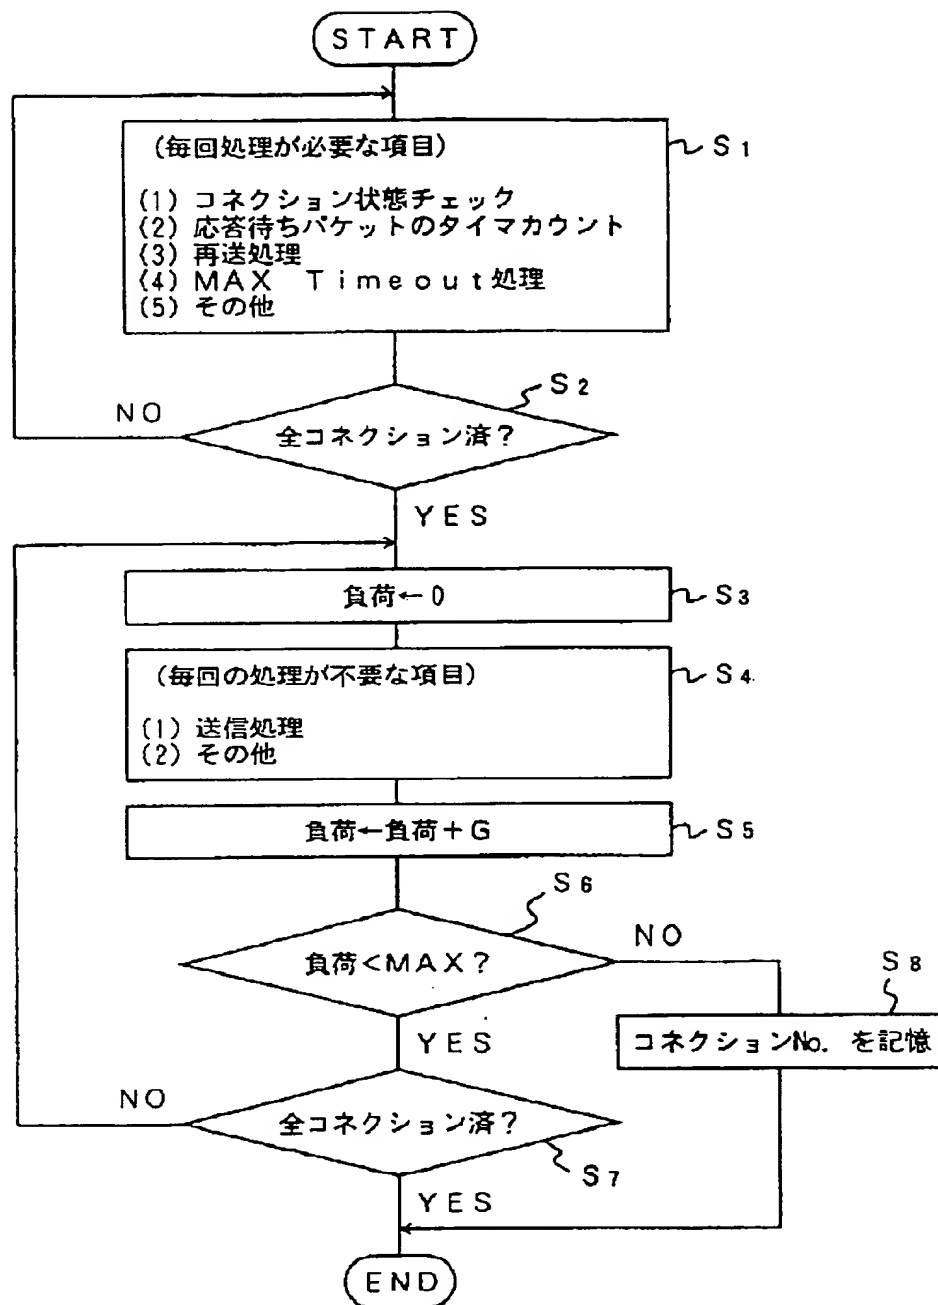 START
(毎回処理が必要な項目)
S1
(1) コネクション状態チェック
(2) 応答待ちパケットのタイマカウント
(3) 再送処理
(4) MAX Timeout処理
(5) その他
S2
NO
全コネクション済?
YES
負荷←0
S3
(毎回の処理が不要な項目)
S4
(1) 送信処理
(2) その他
負荷←負荷+G
S5
S6
負荷<MAX?
NO
S8
YES
コネクションNo. を記憶
NO
全コネクション済?
S7
YES
END